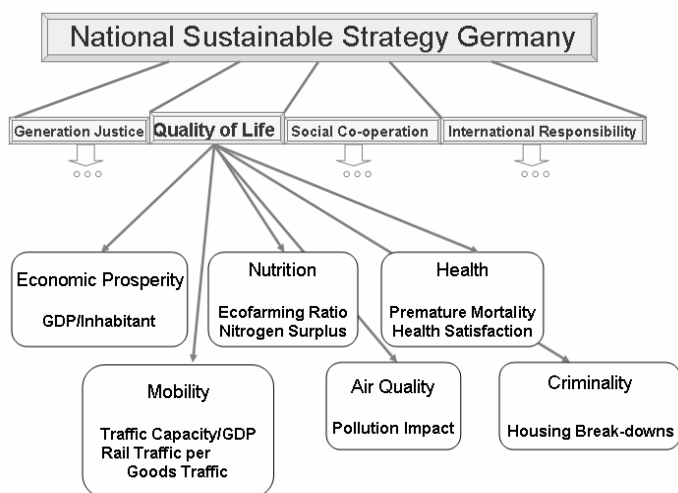 National Sustainable Strategy Germany
Generation Justice
Quality of Life
Social Co-operation
International Responsibility
Economic Prosperity
GDP/Inhabitant
Nutrition
Ecofarming Ratio
Nitrogen Surplus
Health
Premature Mortality
Health Satisfaction
Mobility
Traffic Capacity/GDP
Rail Traffic per
Goods Traffic
Air Quality
Pollution Impact
Criminality
Housing Break-downs